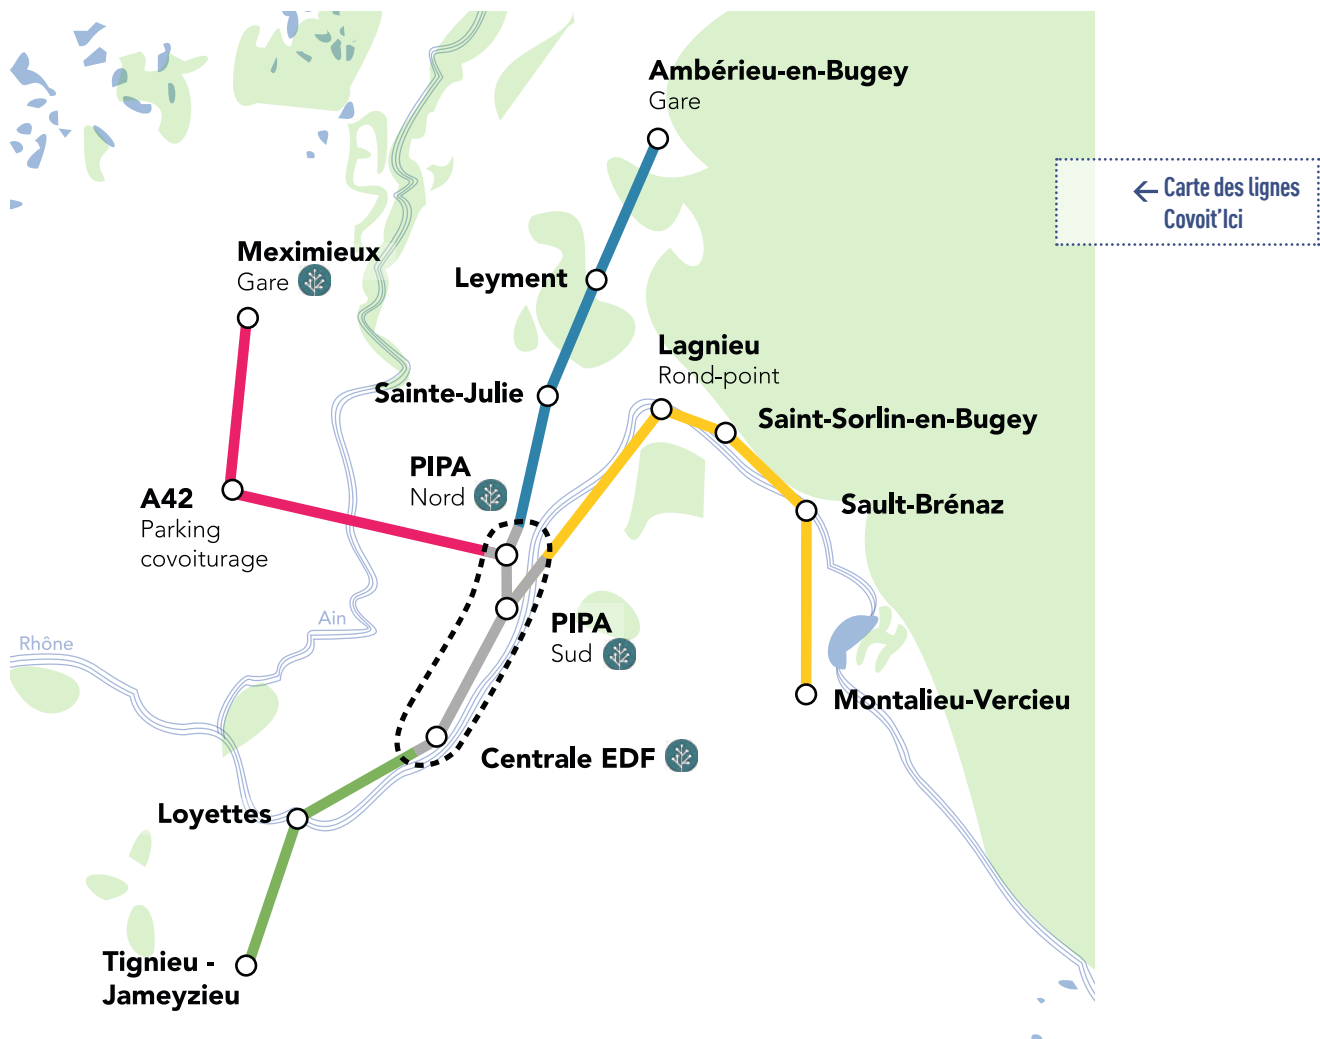 Ambérieu-en-Bugey
Gare
← Carte des lignes
Covoit'Ici
Meximieux
Gare
Leyment
Lagnieu
Rond-point
Sainte-Julie
Saint-Sorlin-en-Bugey
PIPA
Nord
A42
Parking
covoiturage
Sault-Brénaz
Ain
Rhône
PIPA
Sud
Montalieu-Vercieu
Centrale EDF
Loyettes
Tignieu -
Jameyzieu